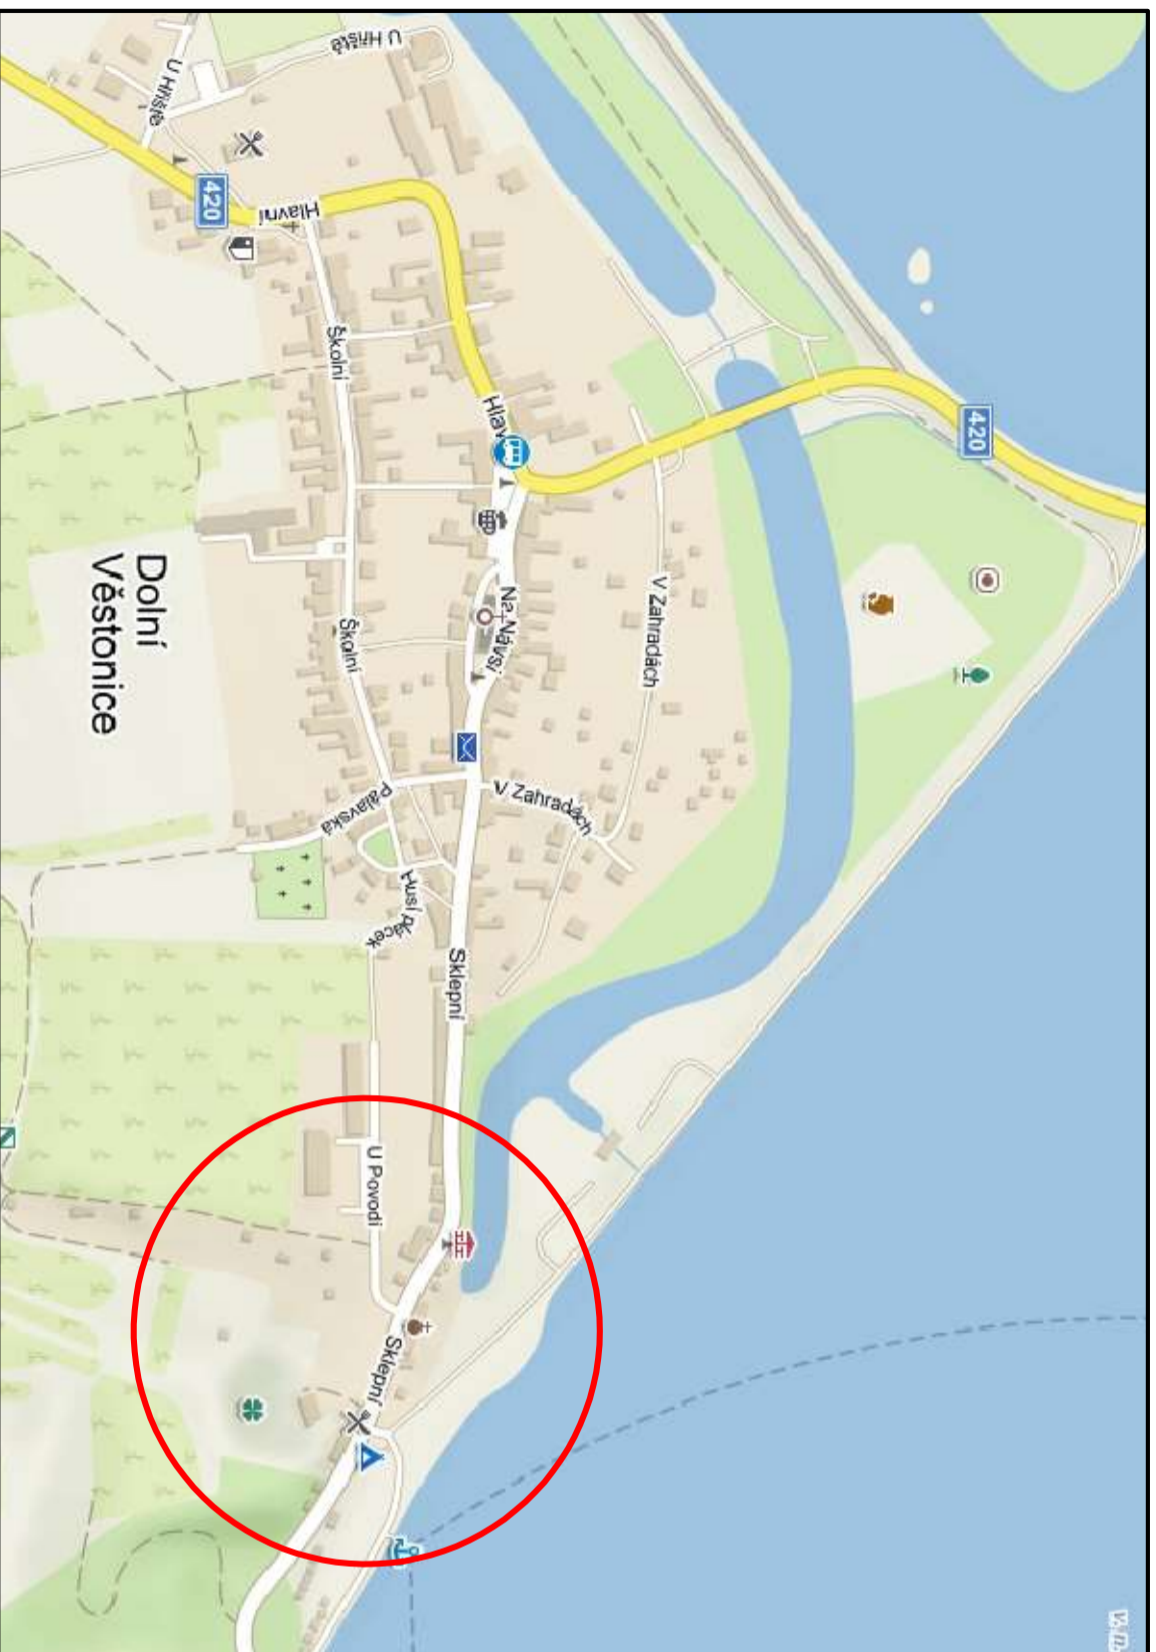 U Hřiště
U Hřiště
420
Hlavní
Školní
Hlav
420
Na Návsi
V Zahradách
Školní
Dolní
Věstonice
V Zahradách
Pálavská
Husí plácek
Sklepní
U Povodí
Sklepní